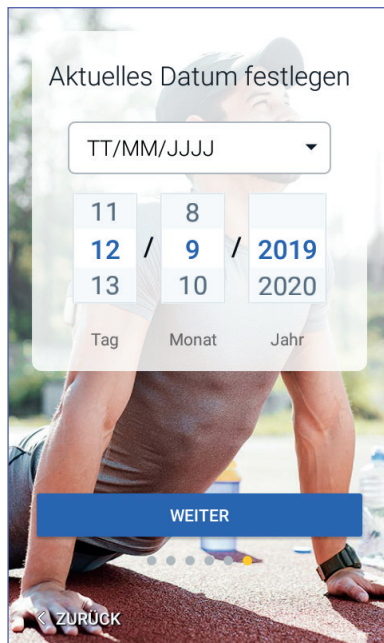 Aktuelles Datum festlegen
TT/MM/JJJJ
11 8
12 / 9 / 2019
13 10 2020
Tag Monat Jahr
WEITER
ZURÜCK